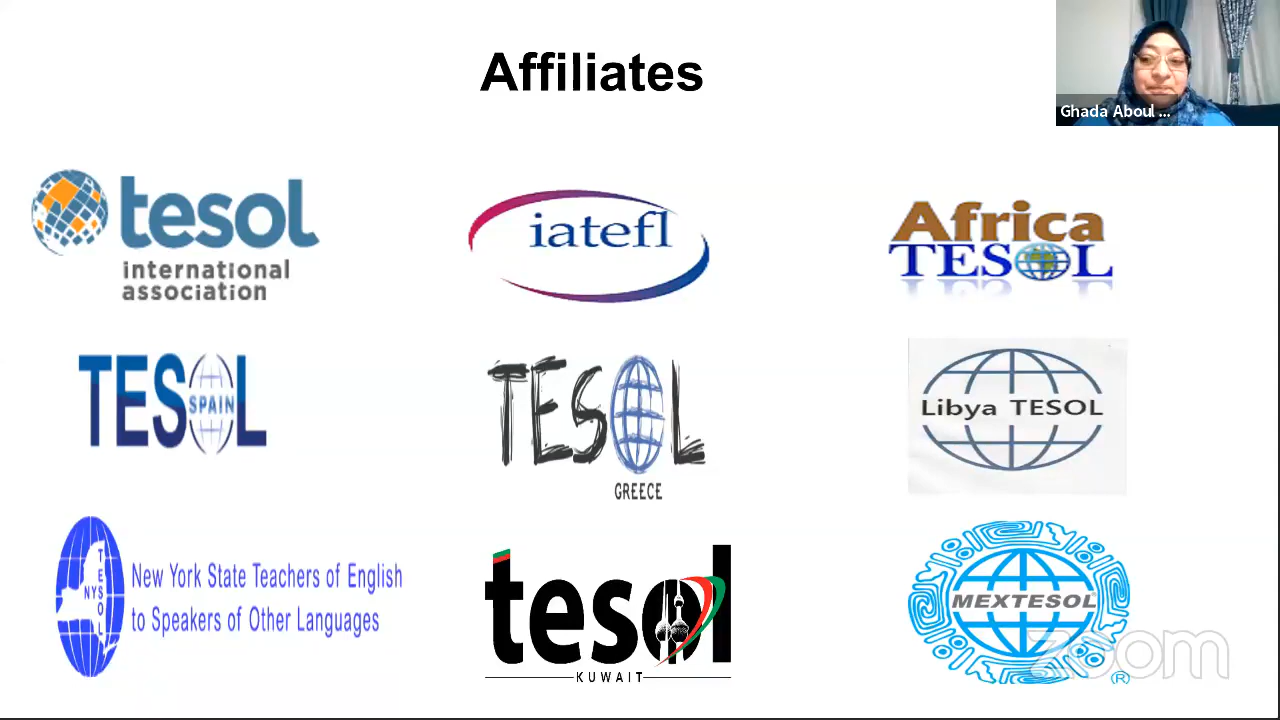 Affiliates
Ghada Aboul ...
tesol
international
association
iatefl
Africa
TESOL
TESOL
SPAIN
TESOL
GREECE
Libya TESOL
NYS
TESOL
New York State Teachers of English
to Speakers of Other Languages
tesol
KUWAIT
MEXTESOL
(R)
zoom